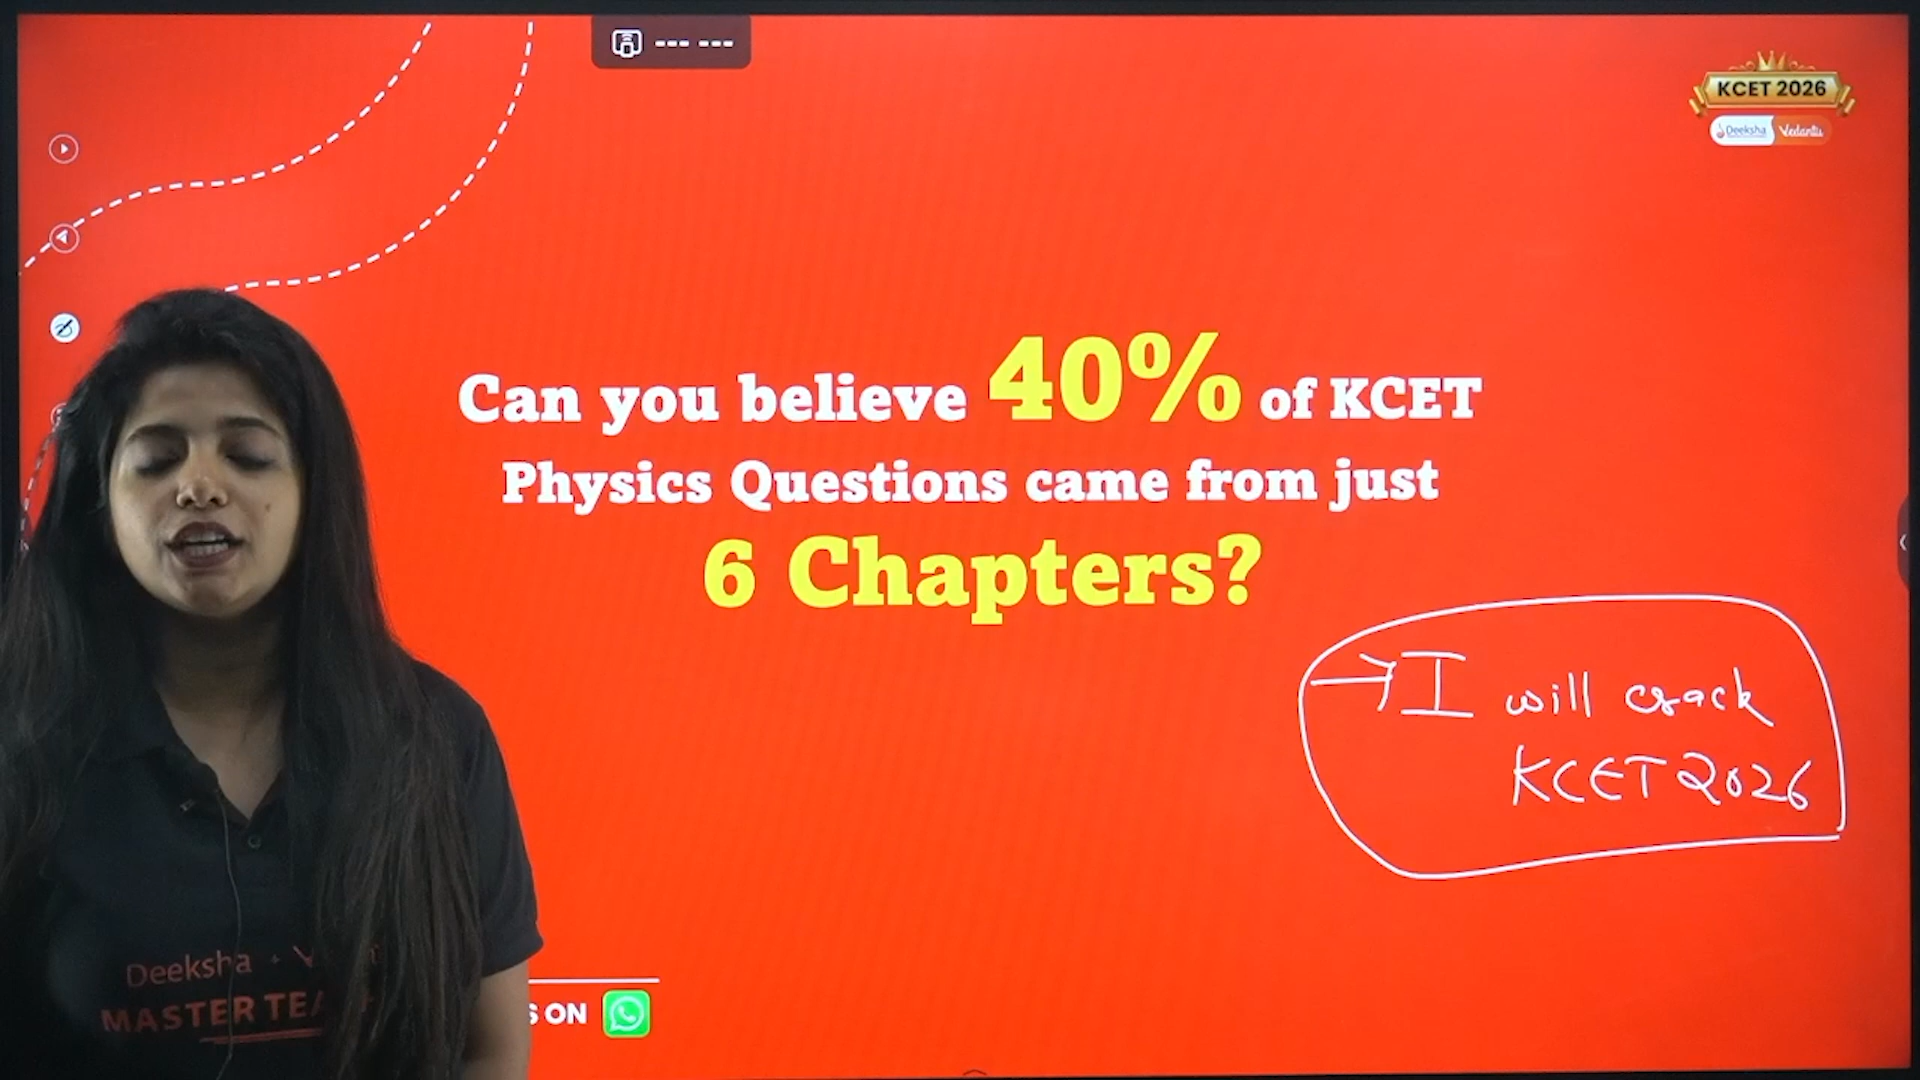 KCET 2026
Deeksha Vedantu
Can you believe 40% of KCET
Physics Questions came from just
6 Chapters?
→ I will crack
KCET 2026
Deeksha
MASTER
ON